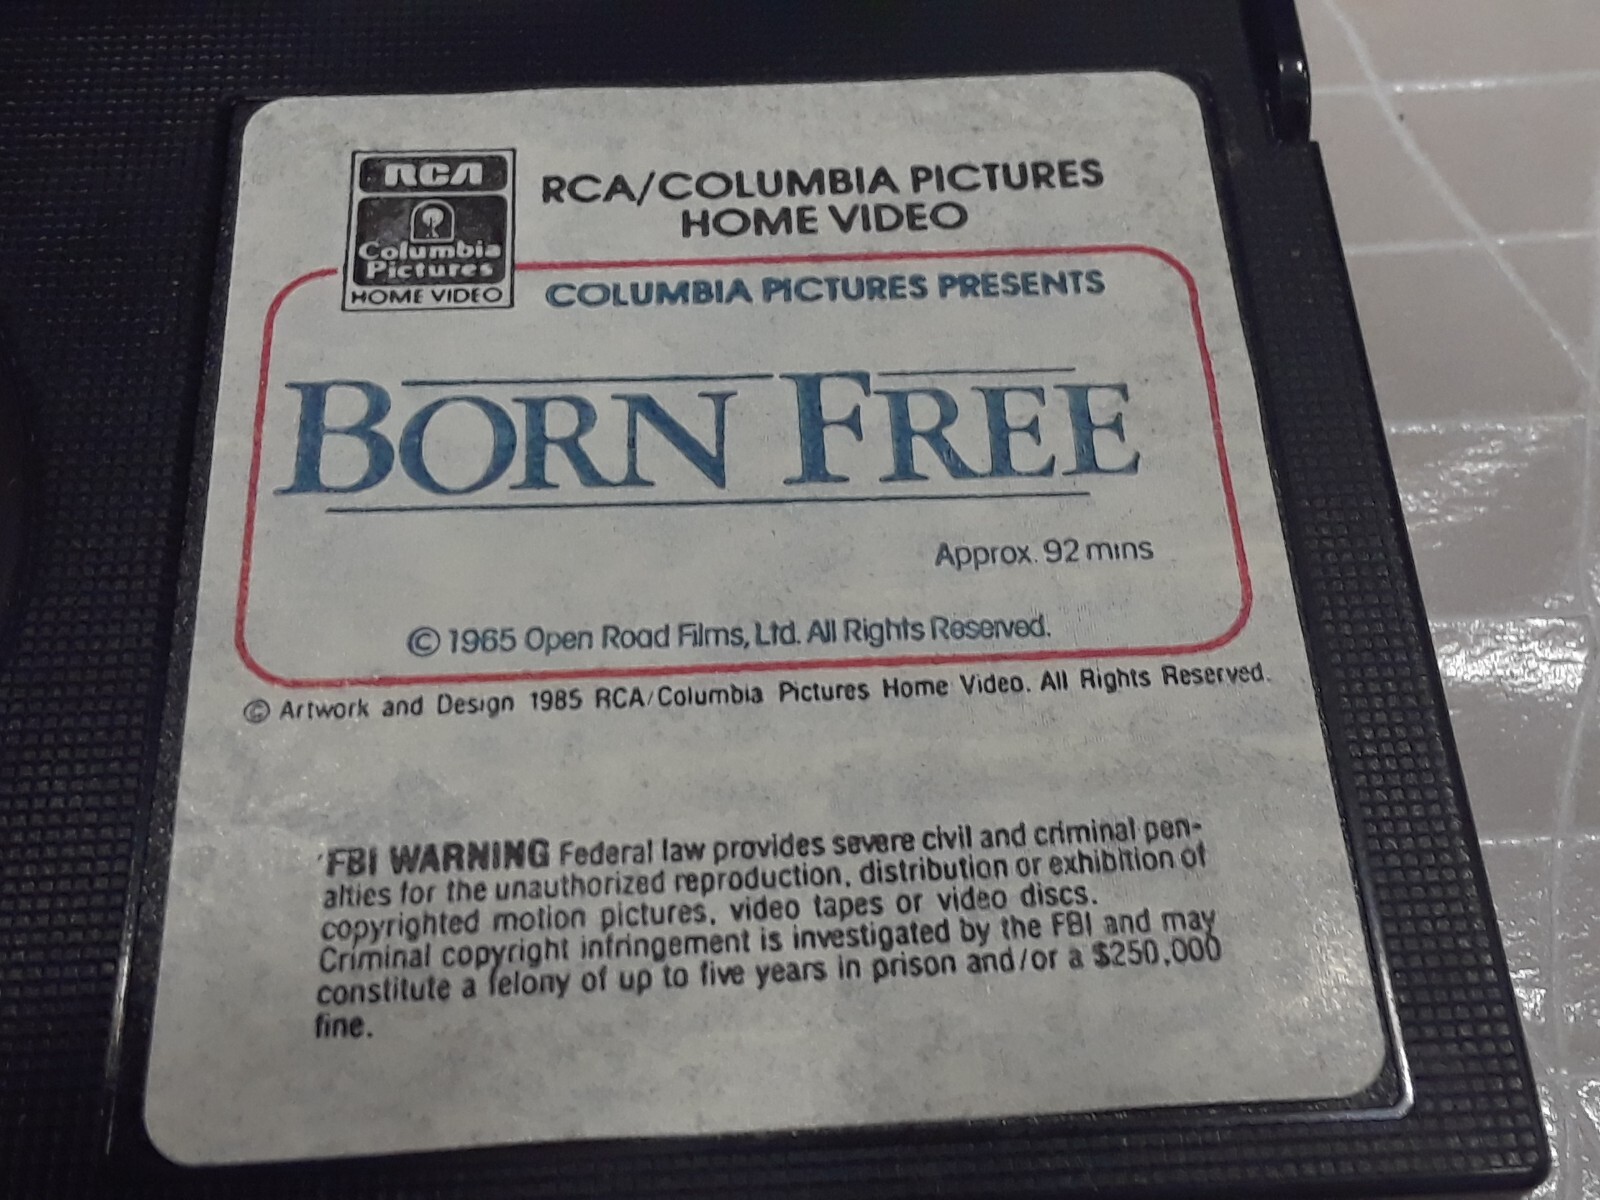 RCA
Columbia
Pictures
HOME VIDEO
RCA/COLUMBIA PICTURES
HOME VIDEO
COLUMBIA PICTURES PRESENTS
BORN FREE
Approx. 92 mins
© 1965 Open Road Films, Ltd. All Rights Reserved.
© Artwork and Design 1985 RCA/Columbia Pictures Home Video. All Rights Reserved.
FBI WARNING Federal law provides severe civil and criminal pen-
alties for the unauthorized reproduction, distribution or exhibition of
copyrighted motion pictures, video tapes or video discs.
Criminal copyright infringement is investigated by the FBI and may
constitute a felony of up to five years in prison and/or a $250,000
fine.